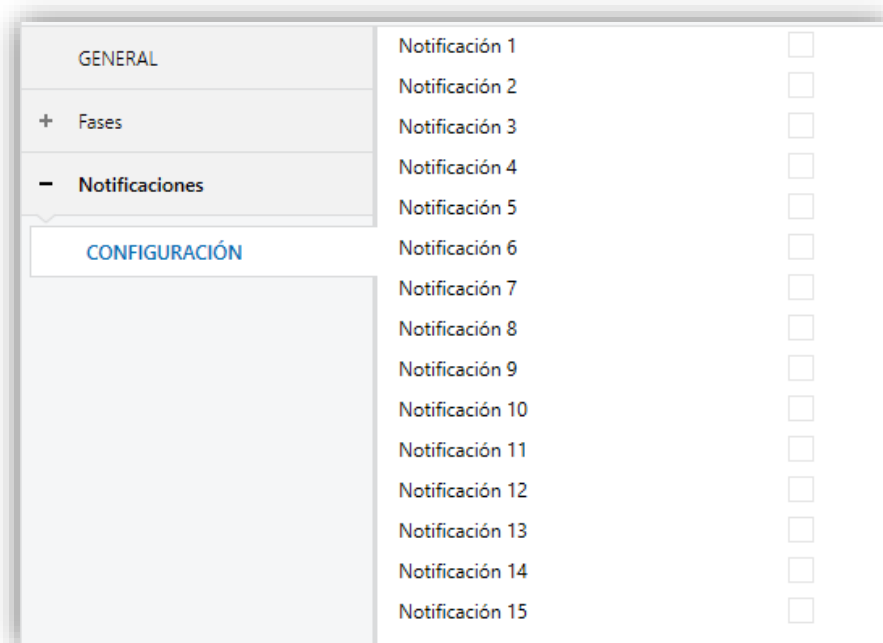 GENERAL
+ Fases
- Notificaciones
CONFIGURACIÓN
Notificación 1
Notificación 2
Notificación 3
Notificación 4
Notificación 5
Notificación 6
Notificación 7
Notificación 8
Notificación 9
Notificación 10
Notificación 11
Notificación 12
Notificación 13
Notificación 14
Notificación 15